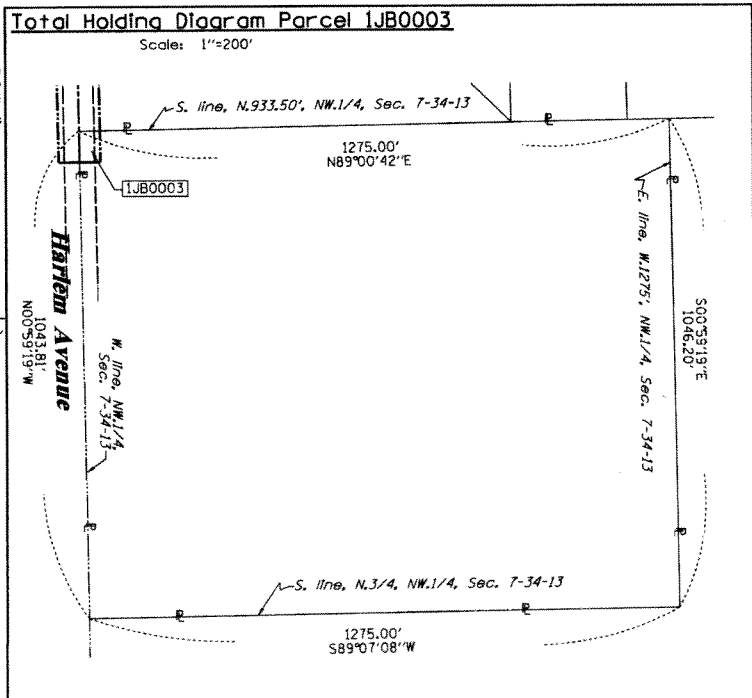 Total Holding Diagram Parcel 1JB0003
Scale: 1"=200'
S. line, N.933.50', NW.1/4, Sec. 7-34-13
1275.00'
N89°00'42"E
1JB0003
Harlem Avenue
1043.81'
N00°59'19"W
W. line, NW.1/4,
Sec. 7-34-13
E. line, W.1275', NW.1/4, Sec. 7-34-13
S00°59'19"E
1046.20'
S. line, N.3/4, NW.1/4, Sec. 7-34-13
1275.00'
S89°07'08"W